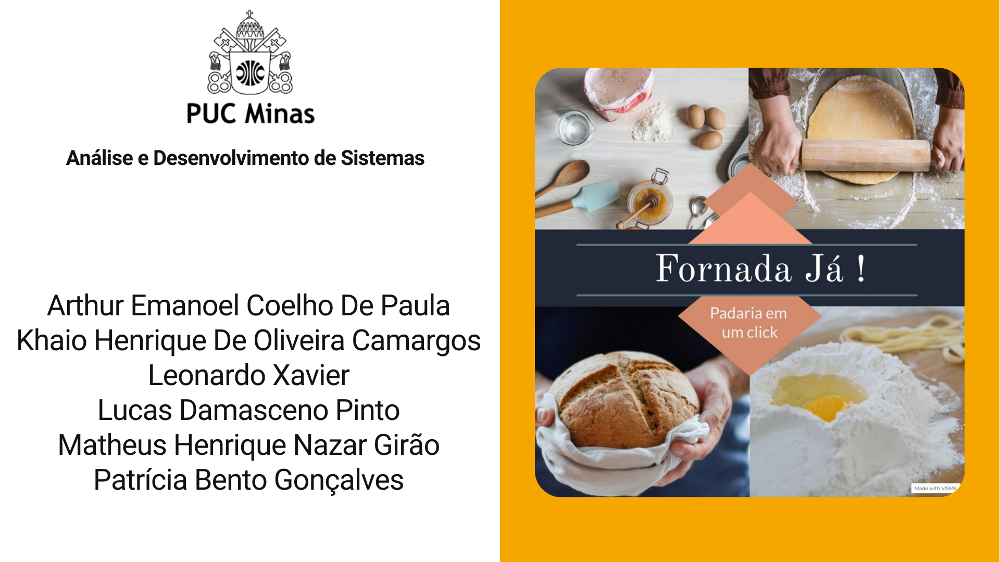 PUC Minas
Análise e Desenvolvimento de Sistemas
Arthur Emanoel Coelho De Paula
Khaio Henrique De Oliveira Camargos
Leonardo Xavier
Lucas Damasceno Pinto
Matheus Henrique Nazar Girão
Patrícia Bento Gonçalves
Fornada Já !
Padaria em
um click
Made with VISME